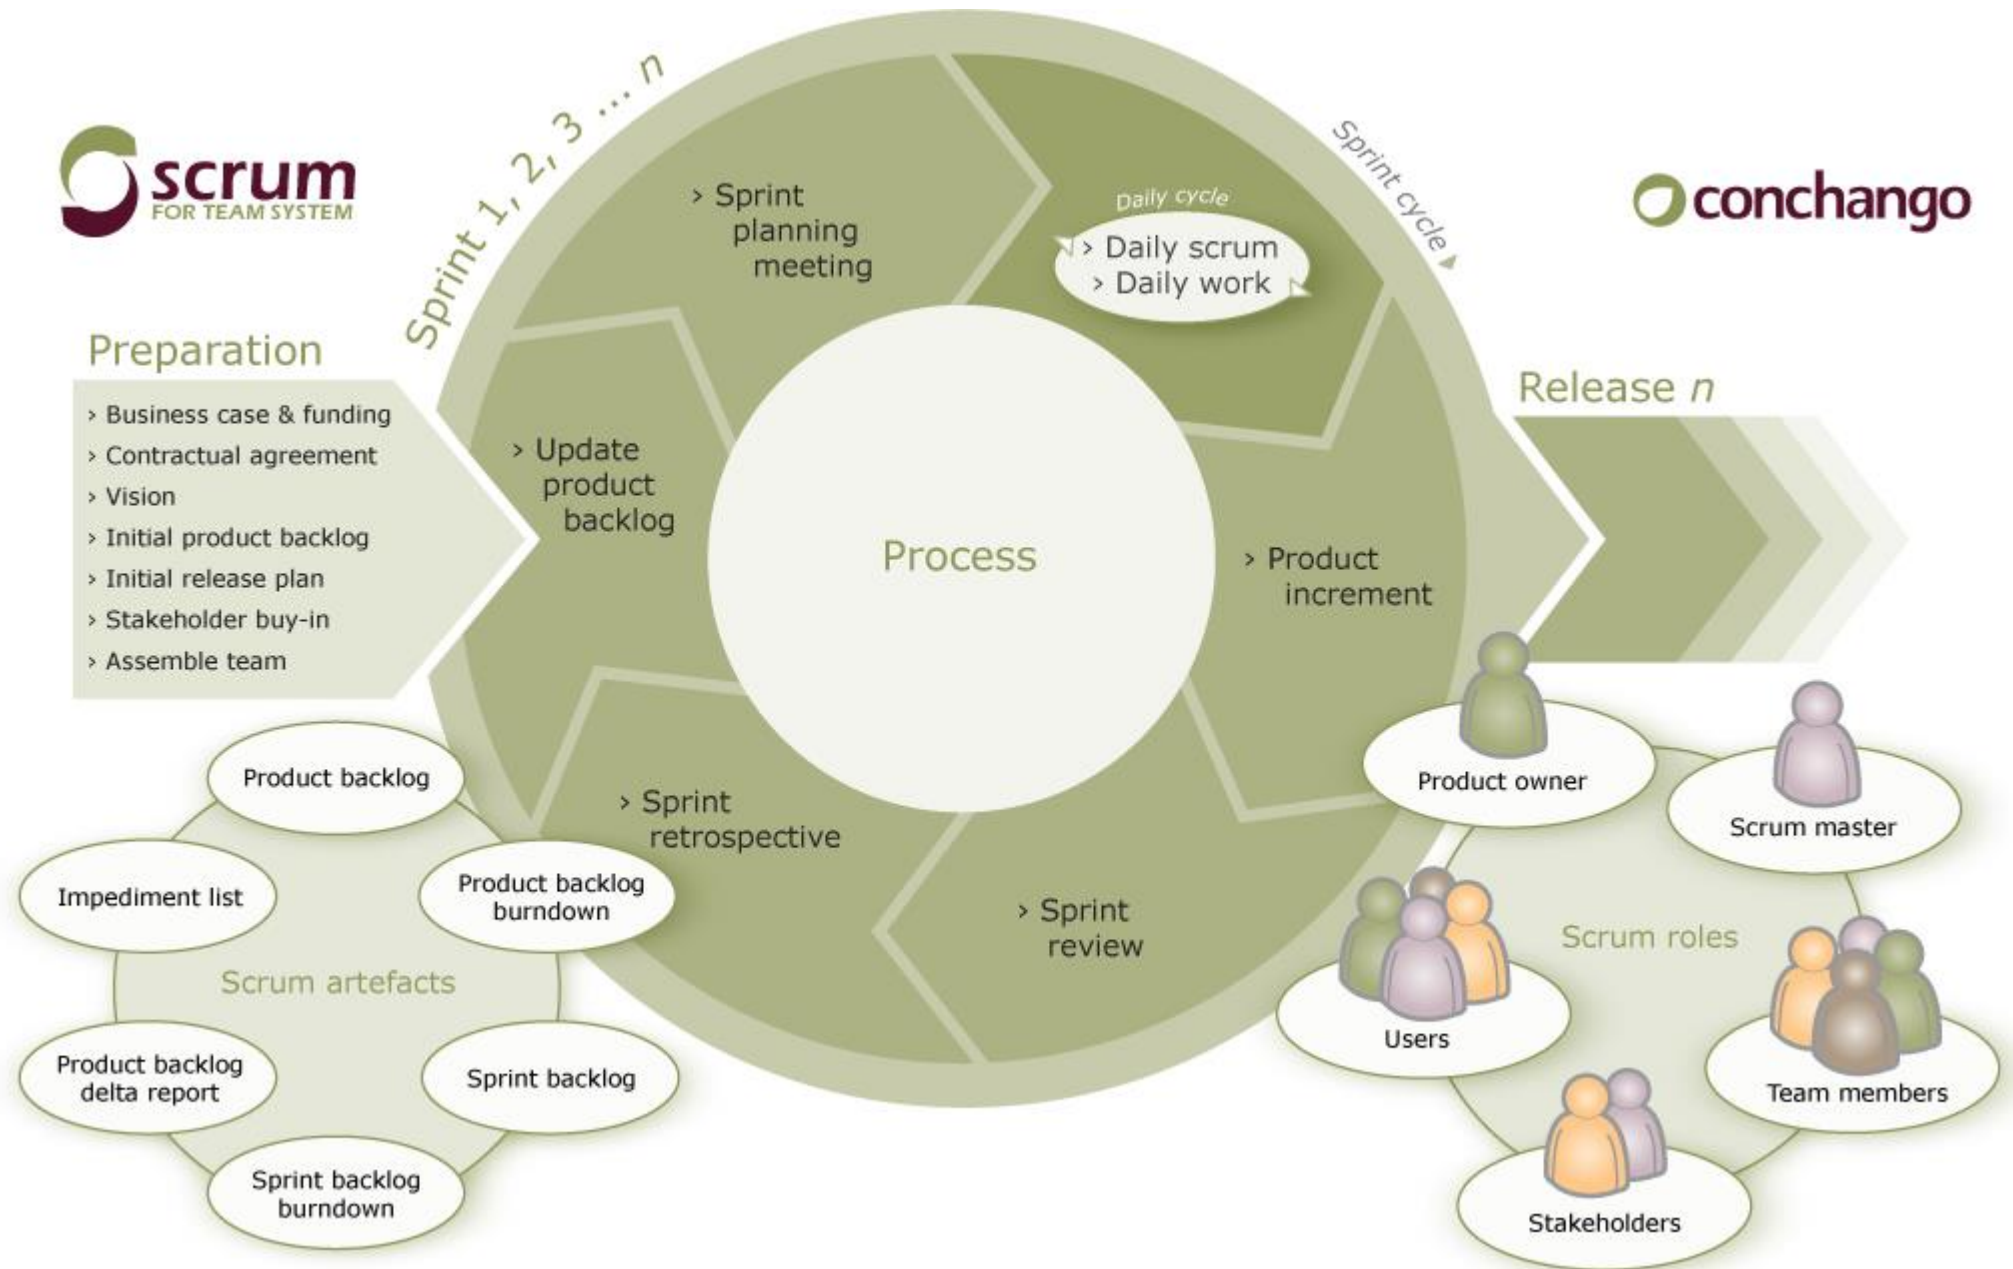 scrum
FOR TEAM SYSTEM
conchango
Sprint 1, 2, 3 ... n
Sprint cycle
Preparation
› Business case & funding
› Contractual agreement
› Vision
› Initial product backlog
› Initial release plan
› Stakeholder buy-in
› Assemble team
› Update
product
backlog
› Sprint
planning
meeting
Daily cycle
› Daily scrum
› Daily work
Process
› Product
increment
› Sprint
review
› Sprint
retrospective
Release n
Product backlog
Impediment list
Product backlog
burndown
Scrum artefacts
Product backlog
delta report
Sprint backlog
Sprint backlog
burndown
Product owner
Scrum master
Scrum roles
Users
Team members
Stakeholders